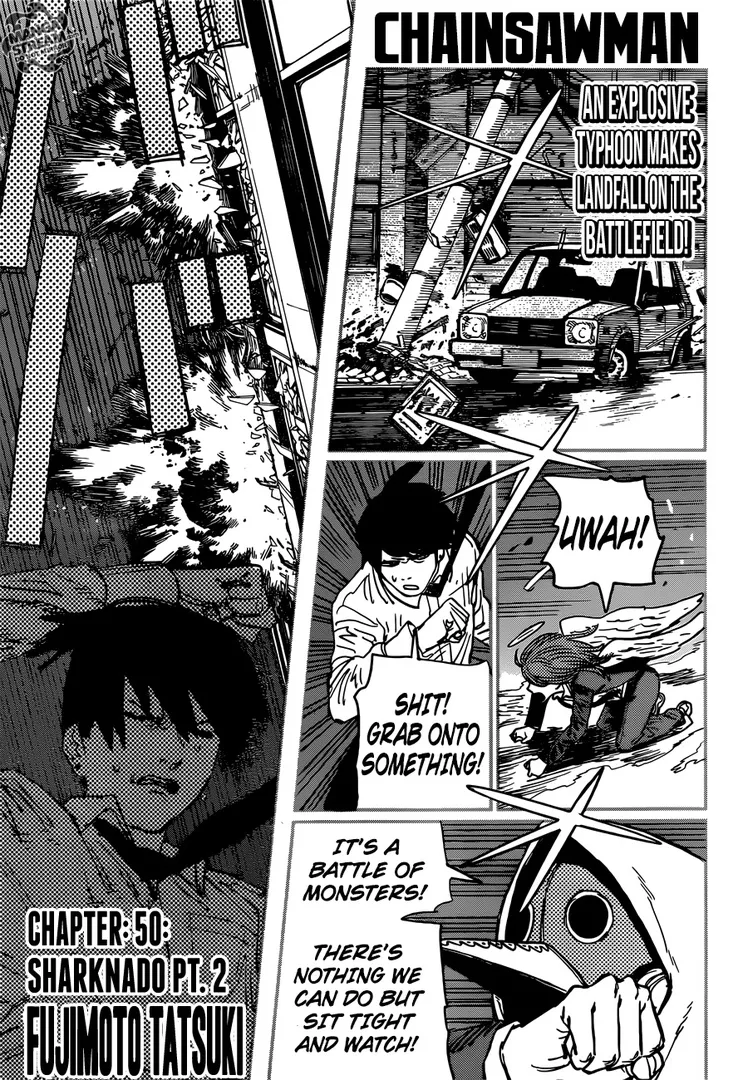 CHAINSAWMAN
AN EXPLOSIVE
TYPHOON MAKES
LANDFALL ON THE
BATTLEFIELD!
UWAH!
SHIT!
GRAB ONTO
SOMETHING!
IT'S A
BATTLE OF
MONSTERS!
THERE'S
NOTHING WE
CAN DO BUT
SIT TIGHT
AND WATCH!
CHAPTER: 50:
SHARKNADO PT. 2
FUJIMOTO TATSUKI